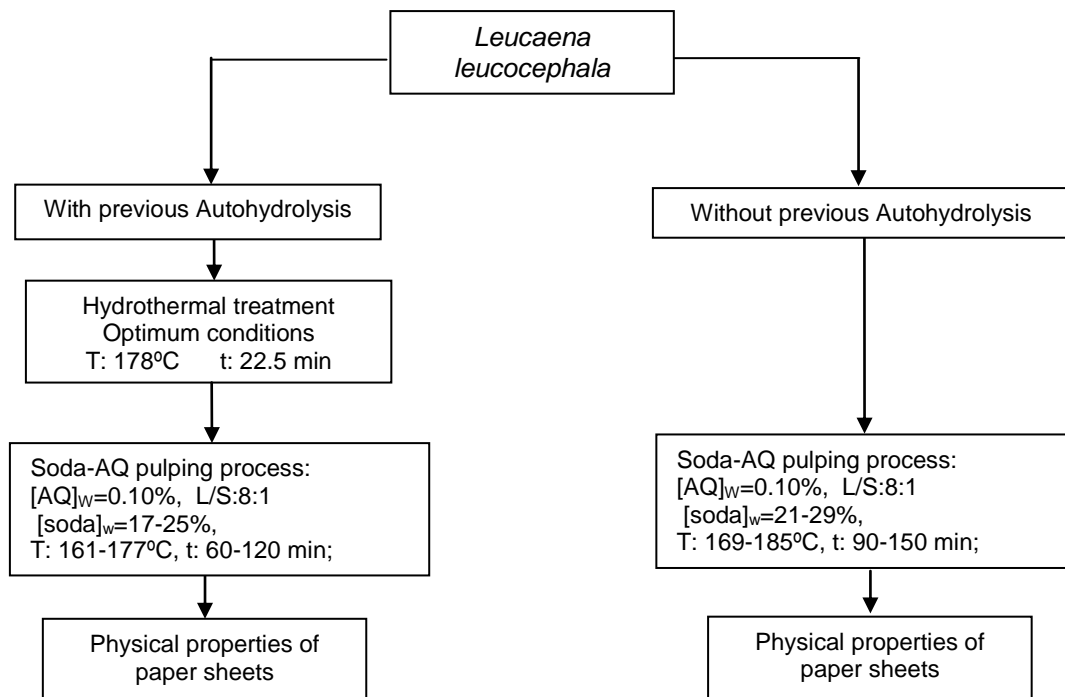 Leucaena
leucocephala
With previous Autohydrolysis
Without previous Autohydrolysis
Hydrothermal treatment
Optimum conditions
T: 178ºC t: 22.5 min
Soda-AQ pulping process:
[AQ]W=0.10%, L/S:8:1
[soda]w=17-25%,
T: 161-177ºC, t: 60-120 min;
Soda-AQ pulping process:
[AQ]W=0.10%, L/S:8:1
[soda]w=21-29%,
T: 169-185ºC, t: 90-150 min;
Physical properties of
paper sheets
Physical properties of
paper sheets